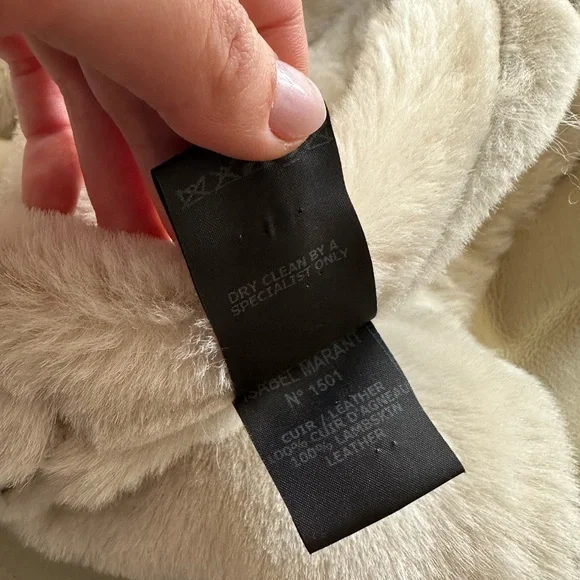 DRY CLEAN BY A
SPECIALIST ONLY
ISABEL MARANT
N° 1501
CUIR / LEATHER
100% CUIR D'AGNEAU
100% LAMBSKIN
LEATHER